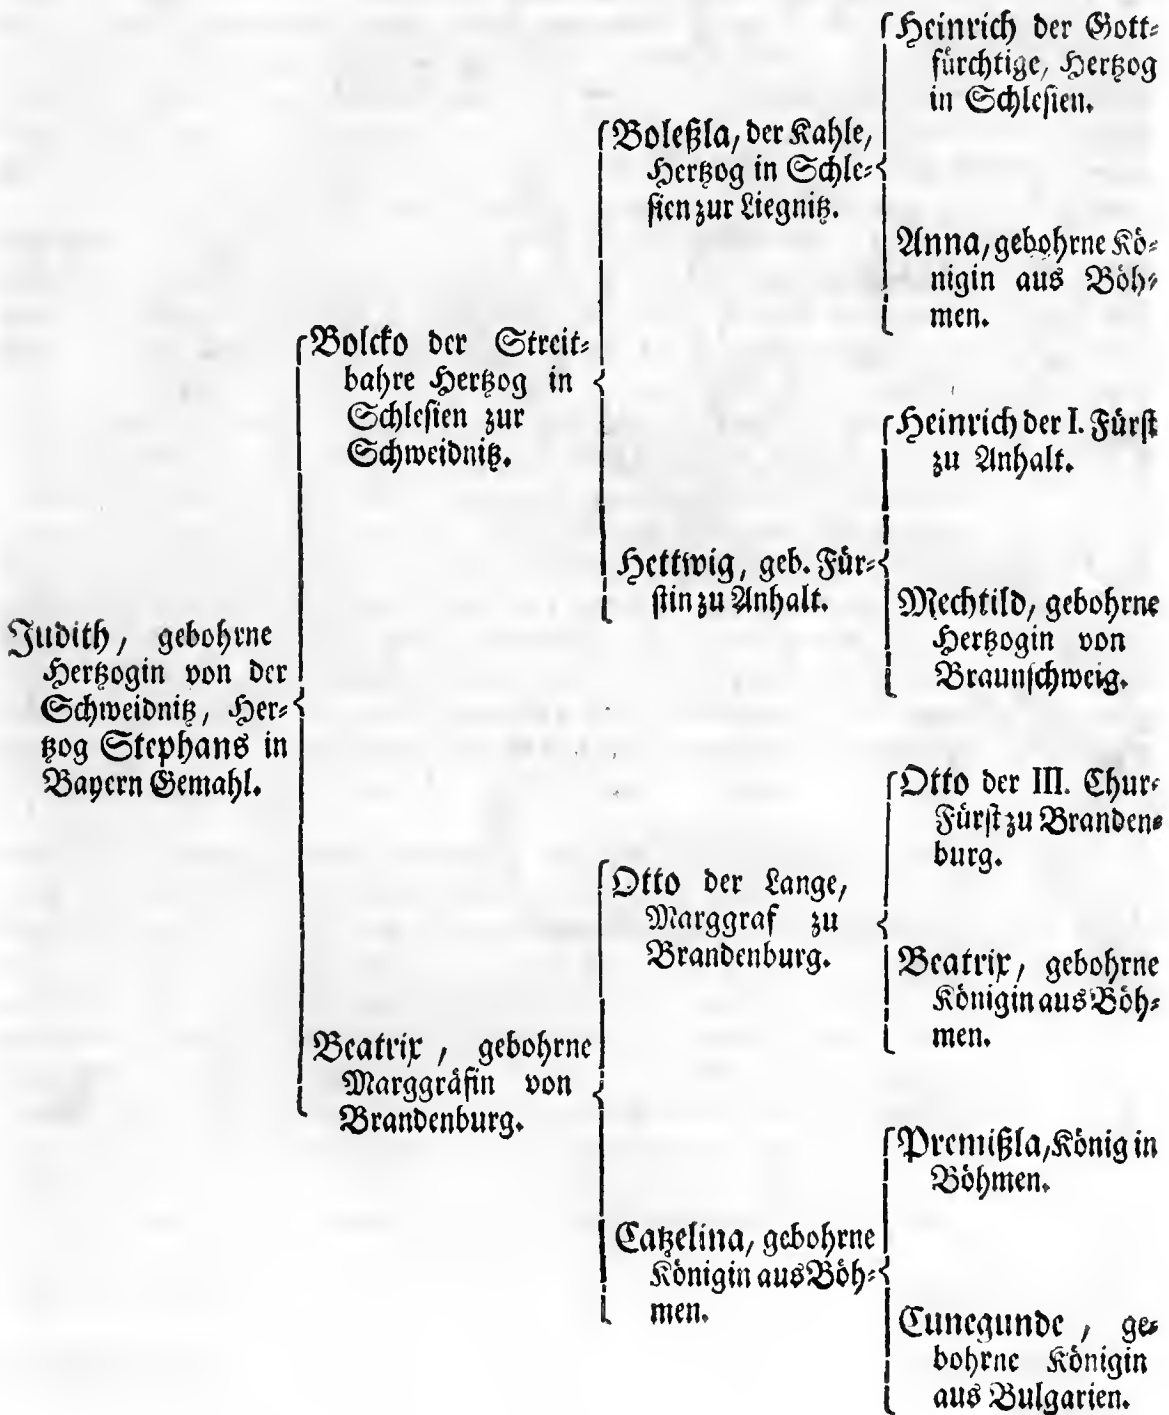 Heinrich der Gott-
fürchtige, Hertzog
in Schlesien.
Boleßla, der Kahle,
Hertzog in Schle-
sien zur Liegnitz.
Anna, gebohrne Kö-
nigin aus Böh-
men.
Bolcko der Streit-
bahre Hertzog in
Schlesien zur
Schweidnitz.
Heinrich der I. Fürst
zu Anhalt.
Hettwig, geb. Für-
stin zu Anhalt.
Mechtild, gebohrne
Hertzogin von
Braunschweig.
Judith, gebohrne
Hertzogin von der
Schweidnitz, Her-
tzog Stephans in
Bayern Gemahl.
Otto der III. Chur-
Fürst zu Branden-
burg.
Otto der Lange,
Marggraf zu
Brandenburg.
Beatrix, gebohrne
Königin aus Böh-
men.
Beatrix, gebohrne
Marggräfin von
Brandenburg.
Premißla, König in
Böhmen.
Catzelina, gebohrne
Königin aus Böh-
men.
Cunegunde, ge-
bohrne Königin
aus Bulgarien.